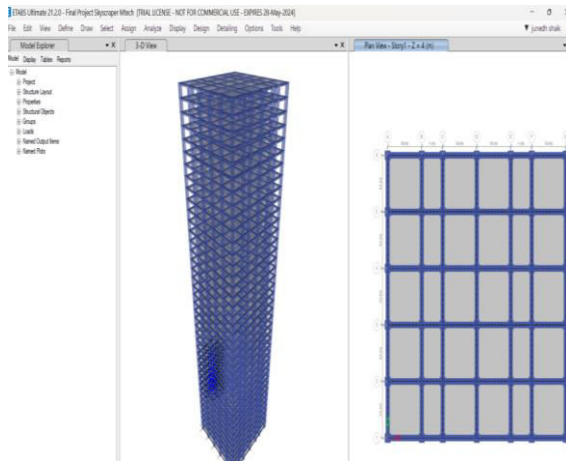 ETABS Ultimate 21.2.0 - Final Project Skyscraper Mtech [TRIAL LICENSE - NOT FOR COMMERCIAL USE - EXPIRES 28-May-2024]
File Edit View Define Draw Select Assign Analyze Display Design Detailing Options Tools Help
junedh shaik
Model Explorer
3-D View
Plan View - Story1 - Z = 4 (m)
Model Display Tables Reports
Model
Project
Structure Layout
Properties
Structural Objects
Groups
Loads
Named Output Items
Named Plots